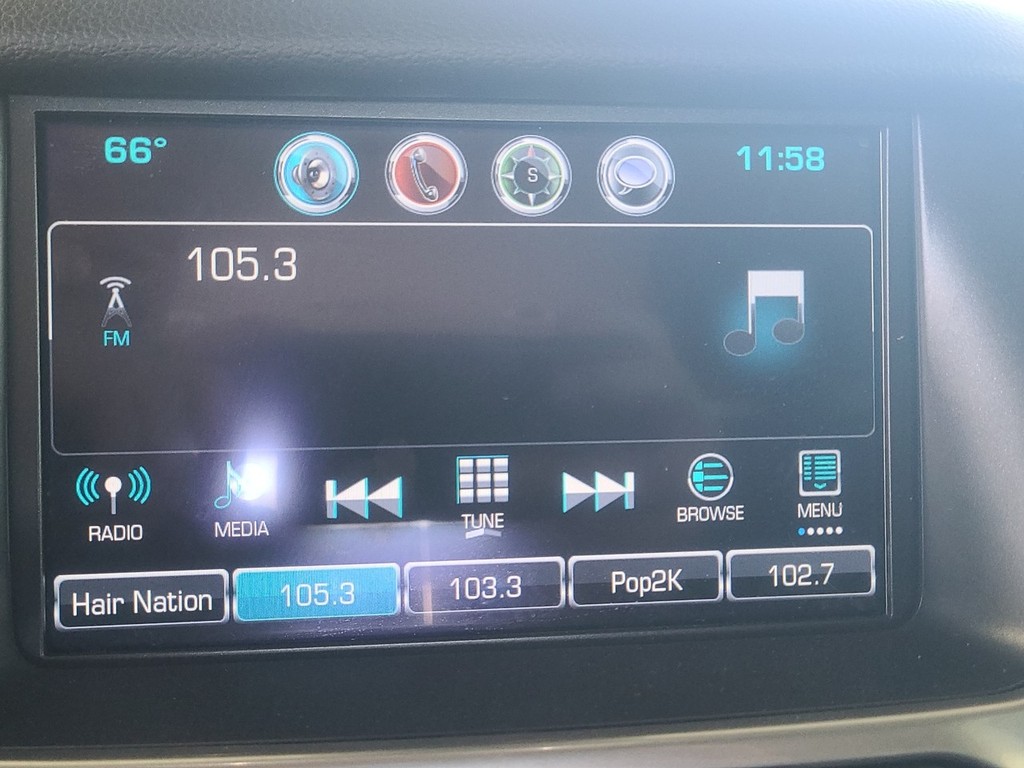 66° S 11:58
105.3
FM
RADIO MEDIA TUNE BROWSE MENU
Hair Nation 105.3 103.3 Pop2K 102.7